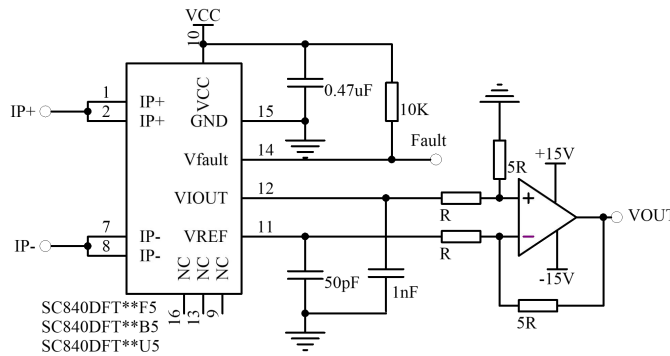 VCC
10
VCC
0.47uF
10K
1
IP+
IP+
2
IP+
GND
15
Fault
Vfault
14
5R
+15V
VIOUT
12
R
+
VOUT
7
IP-
VREF
11
-
IP-
8
IP-
R
NC
NC
NC
50pF
1nF
-15V
5R
SC840DFT**F5
16
13
9
SC840DFT**B5
SC840DFT**U5